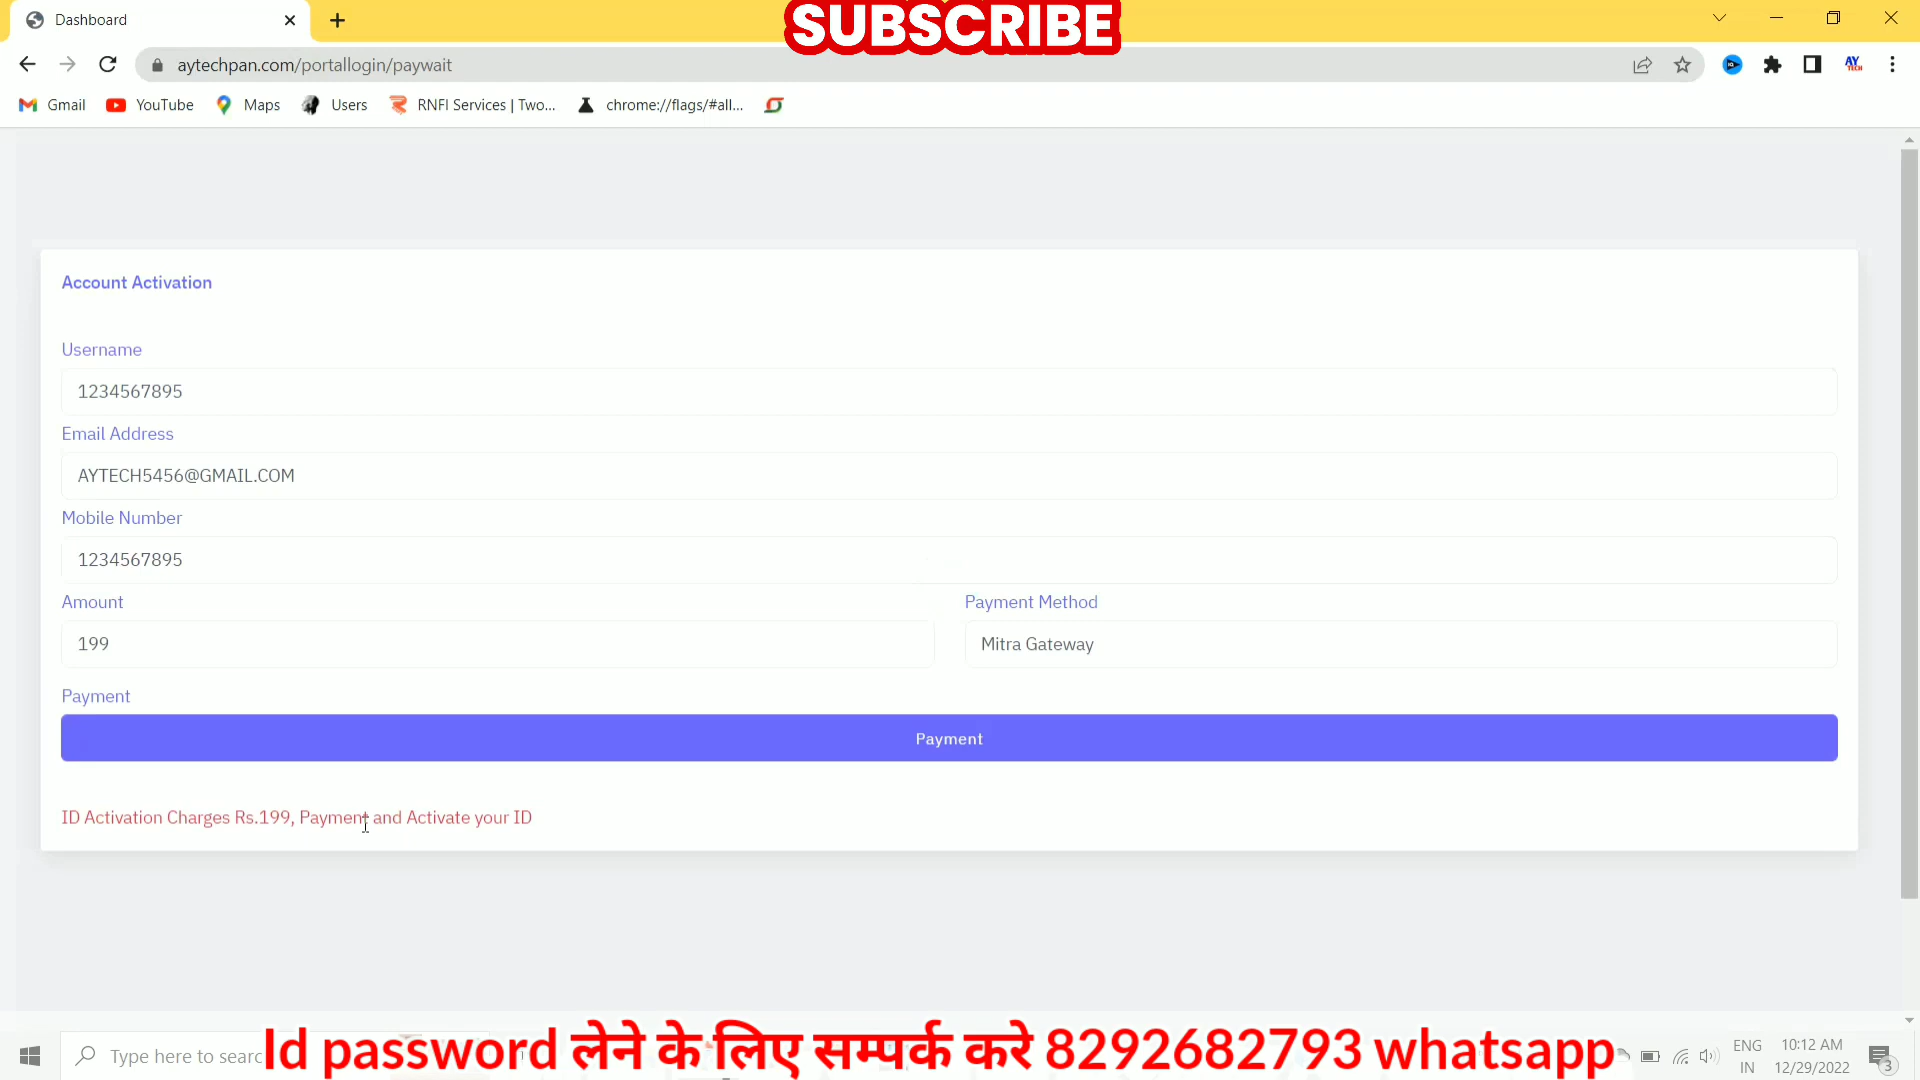 Dashboard
SUBSCRIBE
aytechpan.com/portallogin/paywait
AY
TECH
Gmail
YouTube
Maps
Users
RNFI Services | Two...
chrome://flags/#all...
Account Activation
Username
1234567895
Email Address
AYTECH5456@GMAIL.COM
Mobile Number
1234567895
Amount
Payment Method
199
Mitra Gateway
Payment
Payment
ID Activation Charges Rs.199, Payment and Activate your ID
Type here to searc
Id password लेने के लिए सम्पर्क करे 8292682793 whatsapp
ENG
IN
10:12 AM
12/29/2022
3